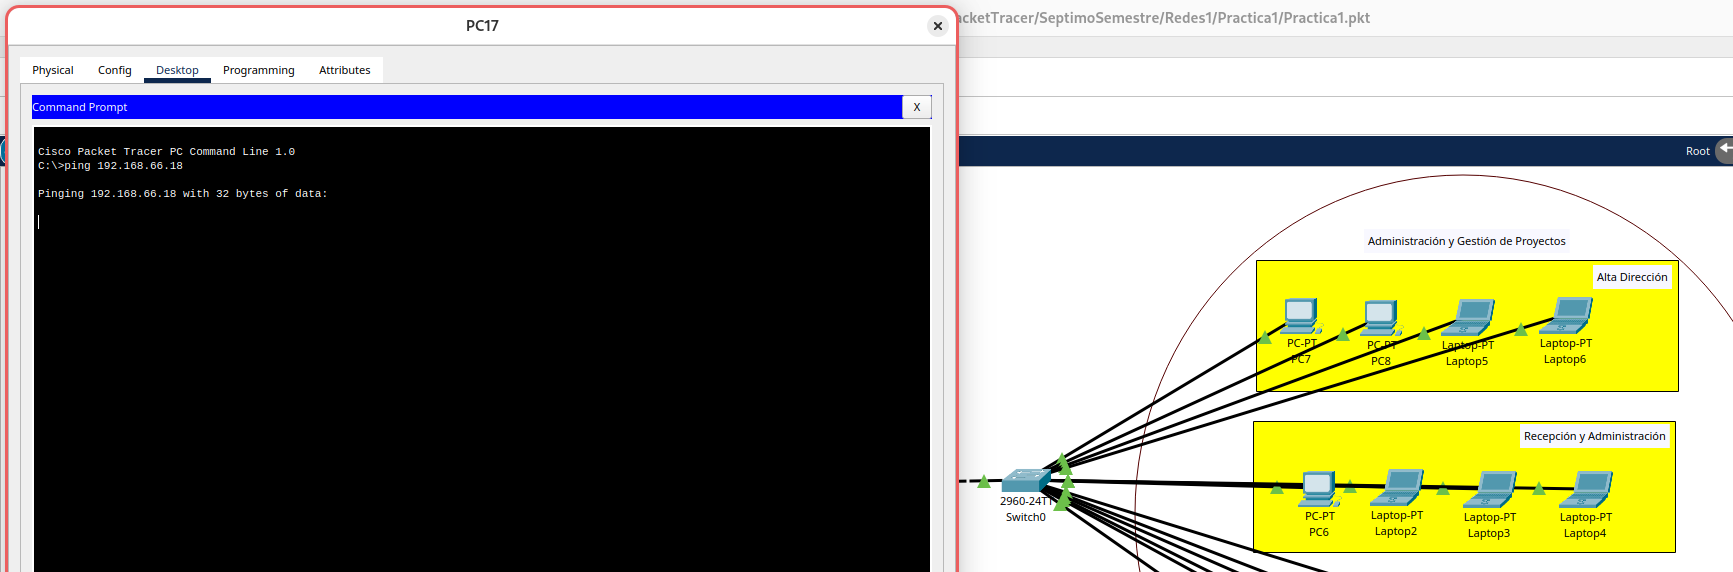 PC17
acketTracer/SeptimoSemestre/Redes1/Practica1/Practica1.pkt
Physical Config Desktop Programming Attributes
Command Prompt
X
Cisco Packet Tracer PC Command Line 1.0
C:\>ping 192.168.66.18
Pinging 192.168.66.18 with 32 bytes of data:
Root
Administración y Gestión de Proyectos
Alta Dirección
PC-PT
PC7
PC-PT
PC8
Laptop-PT
Laptop5
Laptop-PT
Laptop6
Recepción y Administración
2960-24TT
Switch0
PC-PT
PC6
Laptop-PT
Laptop2
Laptop-PT
Laptop3
Laptop-PT
Laptop4